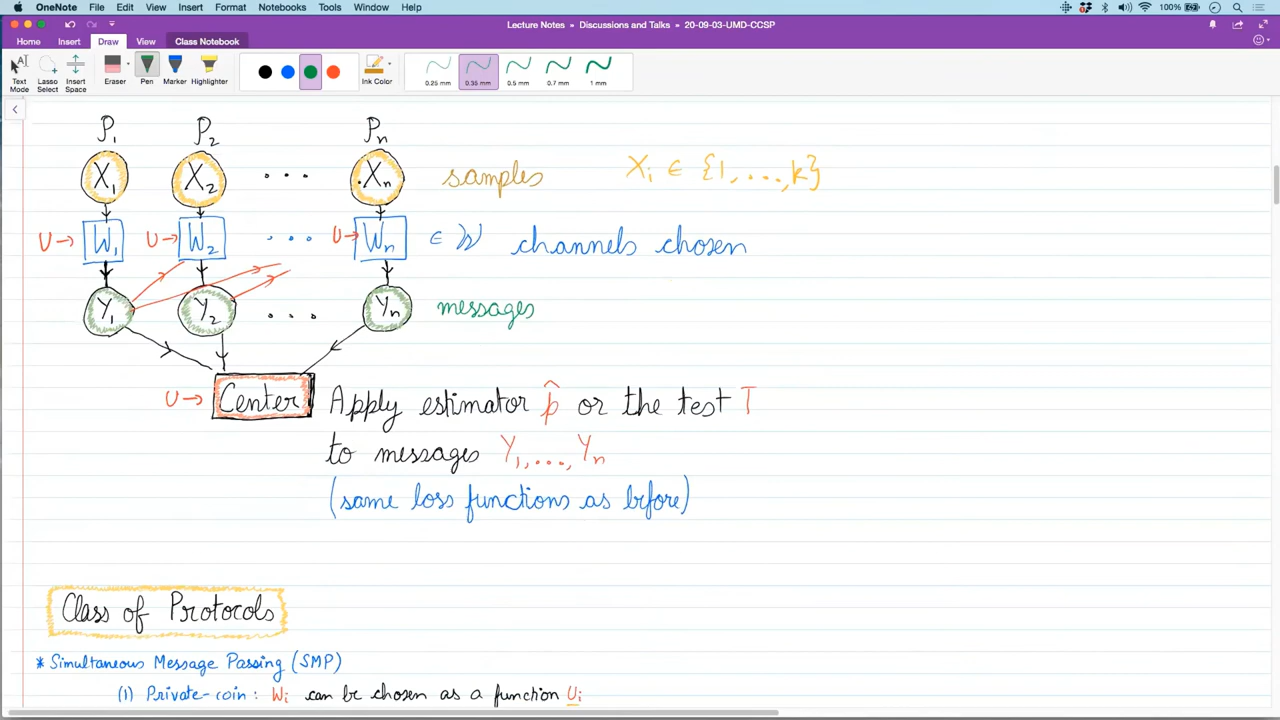 OneNote File Edit View Insert Format Notebooks Tools Window Help 100%
Lecture Notes » Discussions and Talks » 20-09-03-UMD-CCSP
Home Insert Draw View Class Notebook
Text Mode Lasso Select Insert Space Eraser Pen Marker Highlighter Ink Color 0.25 mm 0.35 mm 0.5 mm 0.7 mm 1 mm
P₁ P₂ Pₙ
X₁ X₂ ... Xₙ samples Xᵢ ∈ {1,...,k}
U→ W₁ U→ W₂ ... U→ Wₙ ∈ 𝒲 channels chosen
Y₁ Y₂ ... Yₙ messages
U→ Center Apply estimator p̂ or the test T
to messages Y₁,...,Yₙ
(same loss functions as before)
Class of Protocols
* Simultaneous Message Passing (SMP)
(1) Private-coin: Wᵢ can be chosen as a function Uᵢ